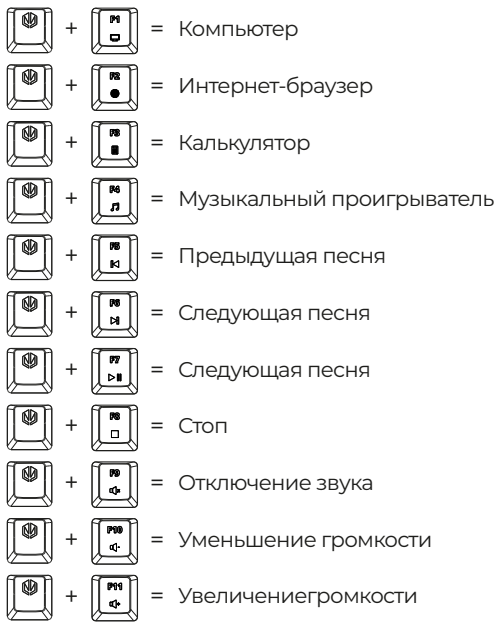 F1 + = Компьютер
F2 + = Интернет-браузер
F3 + = Калькулятор
F4 + = Музыкальный проигрыватель
F5 + = Предыдущая песня
F6 + = Следующая песня
F7 + = Следующая песня
F8 + = Стоп
F9 + = Отключение звука
F10 + = Уменьшение громкости
F11 + = Увеличениегромкости